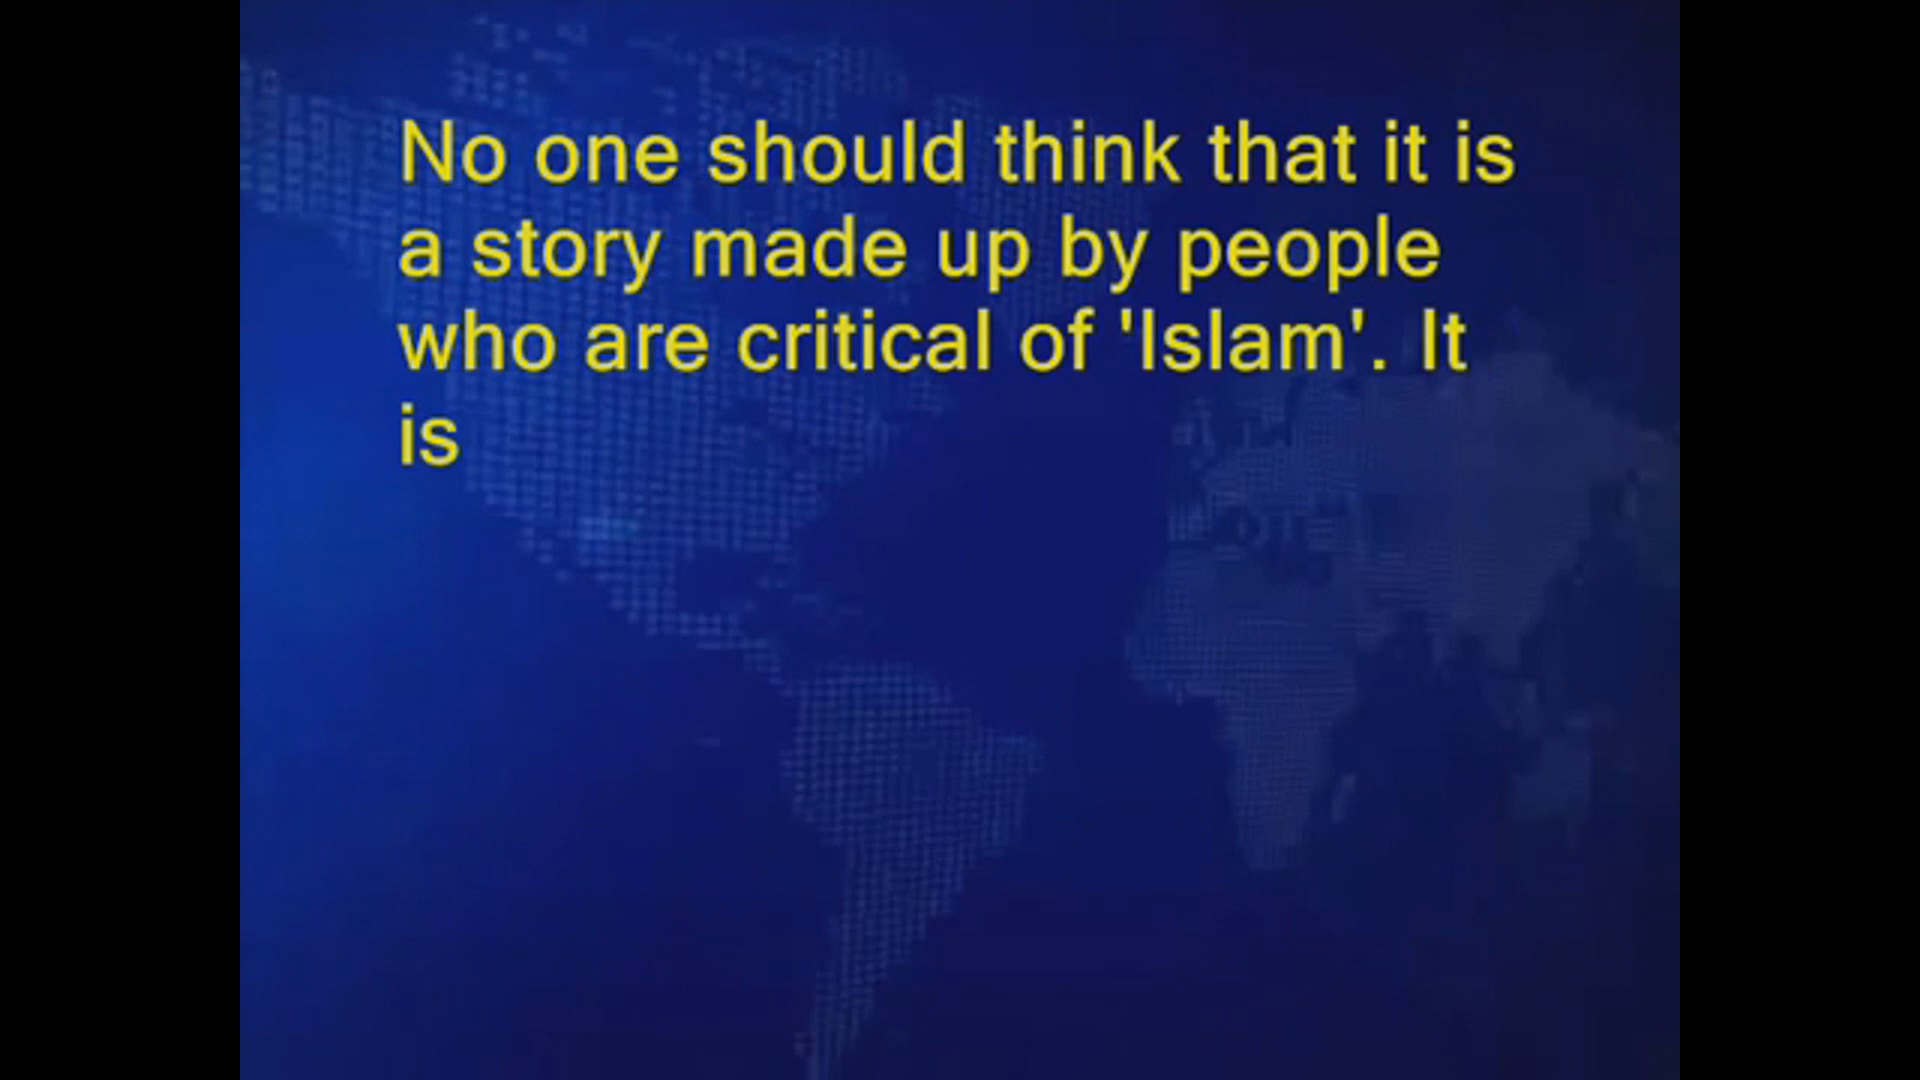 No one should think that it is
a story made up by people
who are critical of 'Islam'. It
is